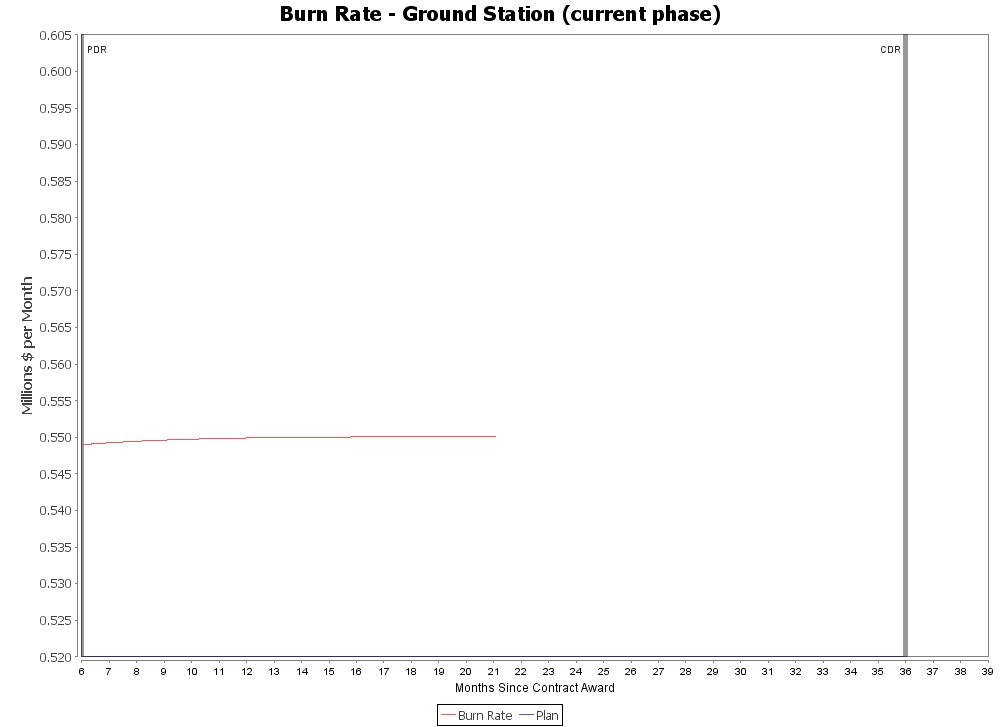 Burn Rate - Ground Station (current phase)
0.605
PDR
CDR
0.600
0.595
0.590
0.585
0.580
0.575
0.570
0.565
0.560
0.555
0.550
0.545
0.540
0.535
0.530
0.525
0.520
Millions $ per Month
6 7 8 9 10 11 12 13 14 15 16 17 18 19 20 21 22 23 24 25 26 27 28 29 30 31 32 33 34 35 36 37 38 39
Months Since Contract Award
Burn Rate Plan